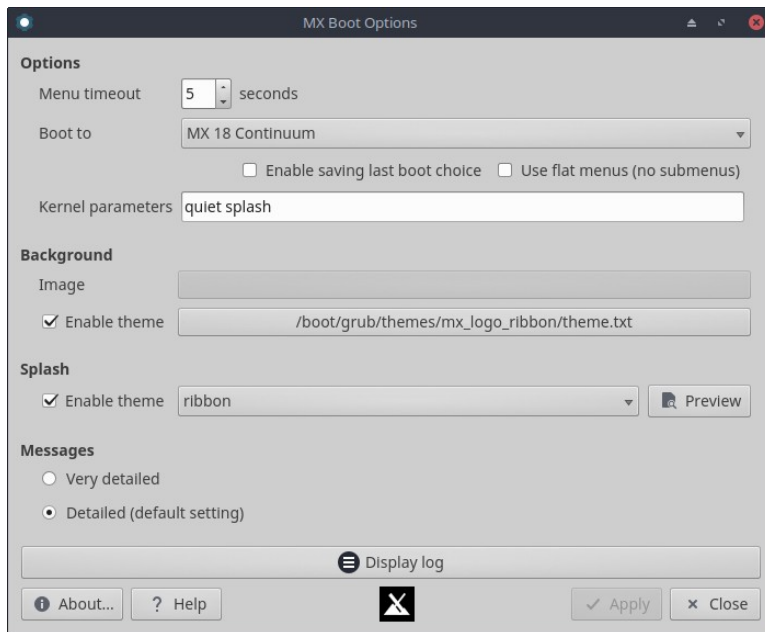 MX Boot Options
Options
Menu timeout 5 seconds
Boot to MX 18 Continuum
Enable saving last boot choice Use flat menus (no submenus)
Kernel parameters quiet splash
Background
Image
Enable theme /boot/grub/themes/mx_logo_ribbon/theme.txt
Splash
Enable theme ribbon Preview
Messages
Very detailed
Detailed (default setting)
Display log
About... ? Help Apply Close